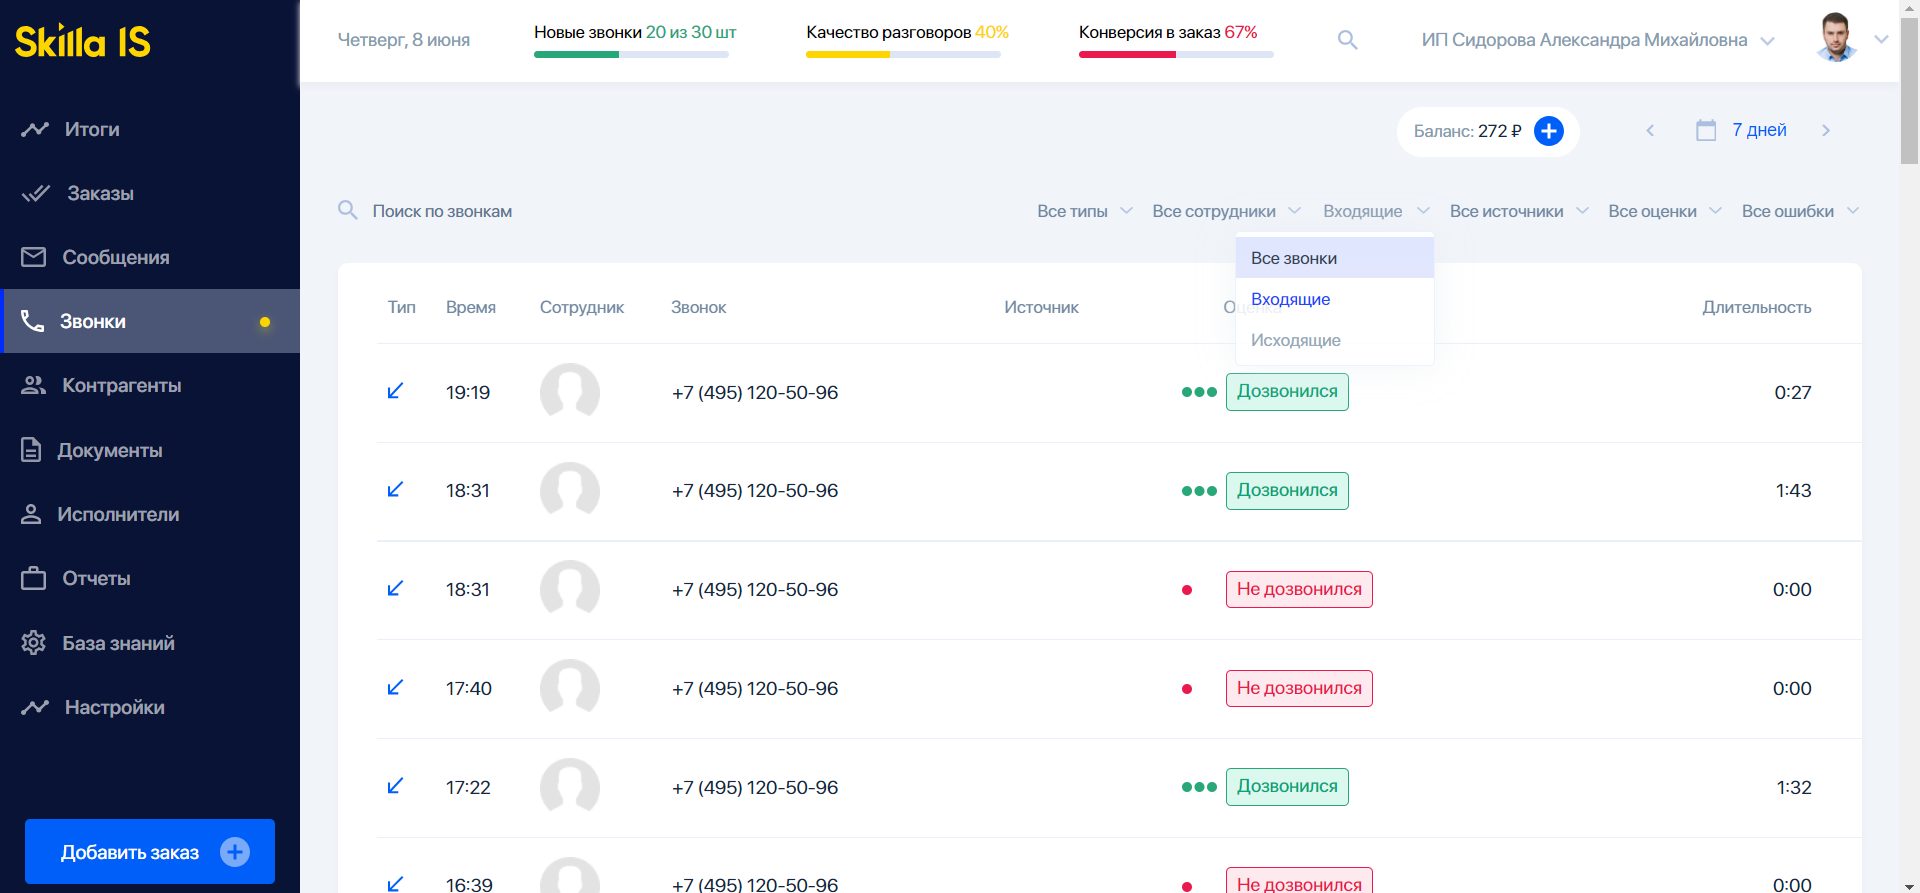 Skilla IS
Четверг, 8 июня
Новые звонки 20 из 30 шт
Качество разговоров 40%
Конверсия в заказ 67%
ИП Сидорова Александра Михайловна
Баланс: 272 ₽
7 дней
Итоги
Заказы
Сообщения
Звонки
Контрагенты
Документы
Исполнители
Отчеты
База знаний
Настройки
Добавить заказ
Поиск по звонкам
Все типы
Все сотрудники
Входящие
Все источники
Все оценки
Все ошибки
Все звонки
Входящие
Исходящие
Тип Время Сотрудник Звонок Источник Оценка Длительность
19:19 +7 (495) 120-50-96 Дозвонился 0:27
18:31 +7 (495) 120-50-96 Дозвонился 1:43
18:31 +7 (495) 120-50-96 Не дозвонился 0:00
17:40 +7 (495) 120-50-96 Не дозвонился 0:00
17:22 +7 (495) 120-50-96 Дозвонился 1:32
16:39 +7 (495) 120-50-96 Не дозвонился 0:00